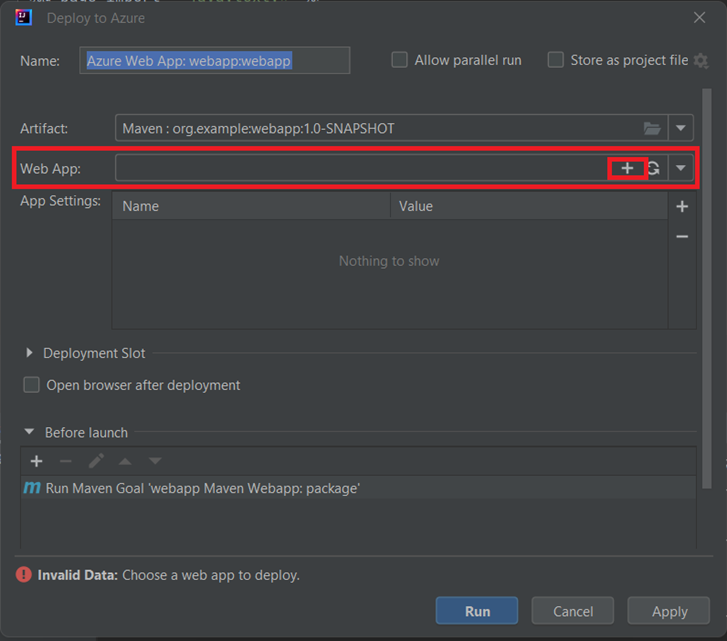 Deploy to Azure
Name: Azure Web App: webapp:webapp Allow parallel run Store as project file
Artifact: Maven : org.example:webapp:1.0-SNAPSHOT
Web App:
App Settings: Name Value
Nothing to show
Deployment Slot
Open browser after deployment
Before launch
m Run Maven Goal 'webapp Maven Webapp: package'
Invalid Data: Choose a web app to deploy.
Run Cancel Apply